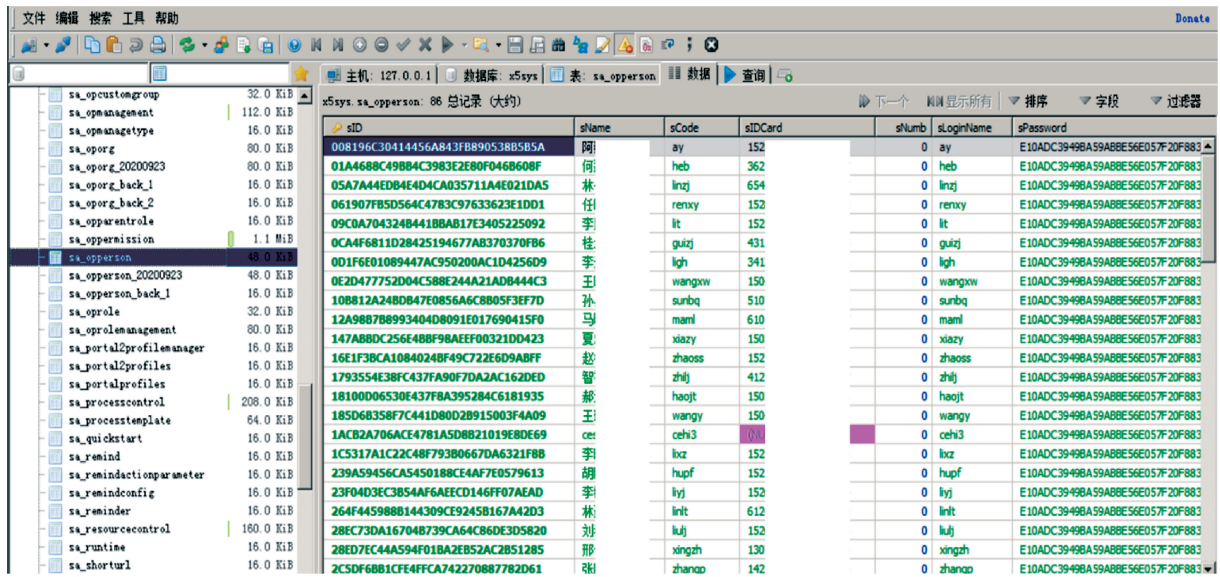 文件 编辑 搜索 工具 帮助
Donate
主机: 127.0.0.1 数据库: x5sys 表: sa_opperson 数据 查询
x5sys.sa_opperson: 86 总记录 (大约) 下一个 显示所有 排序 字段 过滤器
sa_opcustomgroup 32.0 KiB
sa_opmanagement 112.0 KiB
sa_opmanagetype 16.0 KiB
sa_oporg 80.0 KiB
sa_oporg_20200923 80.0 KiB
sa_oporg_back_1 16.0 KiB
sa_oporg_back_2 16.0 KiB
sa_opparentrole 16.0 KiB
sa_oppermission 1.1 MiB
sa_opperson 48.0 KiB
sa_opperson_20200923 48.0 KiB
sa_opperson_back_1 16.0 KiB
sa_oprole 32.0 KiB
sa_oprolemanagement 80.0 KiB
sa_portal2profilemanager 16.0 KiB
sa_portal2profiles 16.0 KiB
sa_portalprofiles 16.0 KiB
sa_processcontrol 208.0 KiB
sa_processtemplate 64.0 KiB
sa_quickstart 16.0 KiB
sa_remind 16.0 KiB
sa_remindactionparameter 16.0 KiB
sa_remindconfig 16.0 KiB
sa_reminder 16.0 KiB
sa_resourcecontrol 160.0 KiB
sa_runtime 16.0 KiB
sa_shorturl 16.0 KiB
sID sName sCode sIDCard sNumb sLoginName sPassword
008196C30414456A843FB890538B5B5A 阿 ay 152 0 ay E10ADC3949BA59ABBE56E057F20F883
01A4688C49BB4C3983E2E80F046B608F 何 heb 362 0 heb E10ADC3949BA59ABBE56E057F20F883
05A7A44EDB4E4D4CA035711A4E021DA5 林 linzj 654 0 linzj E10ADC3949BA59ABBE56E057F20F883
061907FB5D564C4783C97633623E1DD1 任 renxy 152 0 renxy E10ADC3949BA59ABBE56E057F20F883
09C0A704324B441BBAB17E3405225092 李 lit 152 0 lit E10ADC3949BA59ABBE56E057F20F883
0CA4F6811D28425194677AB370370FB6 桂 guizj 431 0 guizj E10ADC3949BA59ABBE56E057F20F883
0D1F6E01089447AC950200AC1D4256D9 李 ligh 341 0 ligh E10ADC3949BA59ABBE56E057F20F883
0E2D477752D04C588E244A21ADB444C3 王 wangxw 150 0 wangxw E10ADC3949BA59ABBE56E057F20F883
10B812A24BDB47E0856A6C8B05F3EF7D 孙 sunbq 510 0 sunbq E10ADC3949BA59ABBE56E057F20F883
12A98B7B8993404D8091E017690415F0 马 maml 610 0 maml E10ADC3949BA59ABBE56E057F20F883
147ABBDC256E4BBF98AEEF00321DD423 夏 xiazy 150 0 xiazy E10ADC3949BA59ABBE56E057F20F883
16E1F3BCA1084024BF49C722E6D9ABFF 赵 zhaoss 152 0 zhaoss E10ADC3949BA59ABBE56E057F20F883
1793554E38FC437FA90F7DA2AC162DED 智 zhilj 412 0 zhilj E10ADC3949BA59ABBE56E057F20F883
18100D06530E437F8A395284C6181935 郝 haojt 150 0 haojt E10ADC3949BA59ABBE56E057F20F883
185D6B358F7C441D80D2B915003F4A09 王 wangy 150 0 wangy E10ADC3949BA59ABBE56E057F20F883
1ACB2A706ACE4781A5D8B21019E8DE69 ces cehi3 0 cehi3 E10ADC3949BA59ABBE56E057F20F883
1C5317A1C22C48F793B0667DA6321F8B 李 lixz 152 0 lixz E10ADC3949BA59ABBE56E057F20F883
239A59456CA5450188CE4AF7E0579613 胡 hupf 152 0 hupf E10ADC3949BA59ABBE56E057F20F883
23F04D3EC3B54AF6AEECD146FF07AEAD 李 liyj 152 0 liyj E10ADC3949BA59ABBE56E057F20F883
264F445988B144309CE9245B167A42D3 林 linlt 612 0 linlt E10ADC3949BA59ABBE56E057F20F883
28EC73DA16704B739CA64C86DE3D5820 刘 liulj 152 0 liulj E10ADC3949BA59ABBE56E057F20F883
28ED7EC44A594F01BA2EB52AC2B51285 邢 xingzh 130 0 xingzh E10ADC3949BA59ABBE56E057F20F883
2C5DF6BB1CFE4FFCA742270887782D61 张 zhangp 142 0 zhangp E10ADC3949BA59ABBE56E057F20F883